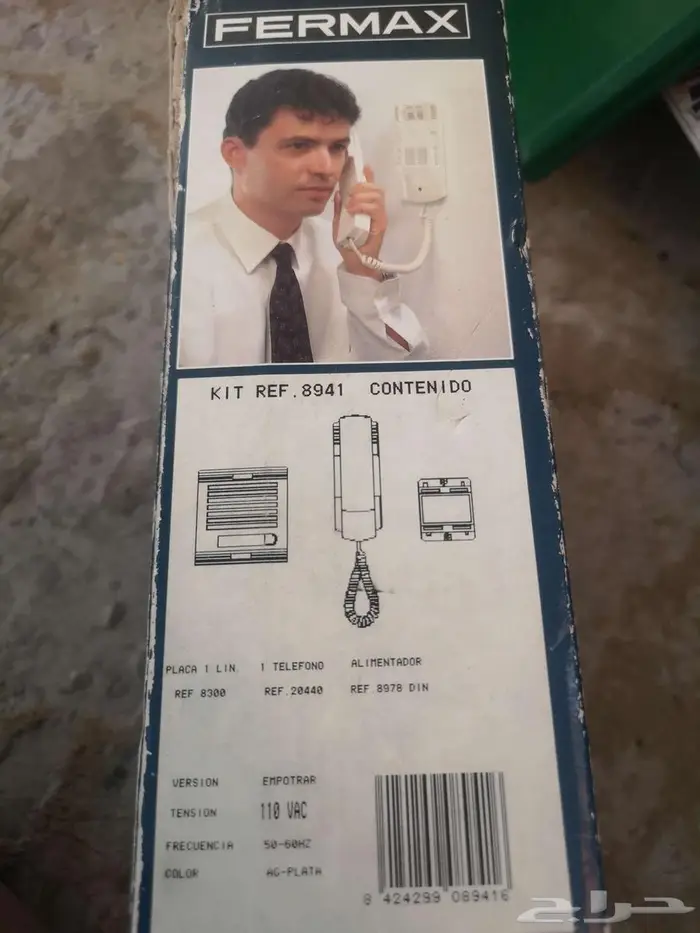 FERMAX
KIT REF.8941 CONTENIDO
PLACA 1 LIN. 1 TELEFONO ALIMENTADOR
REF 8300 REF.20440 REF.8978 DIN
VERSION EMPOTRAR
TENSION 110 VAC
FRECUENCIA 50-60HZ
COLOR AG-PLATA
8 424299 089416
حراج